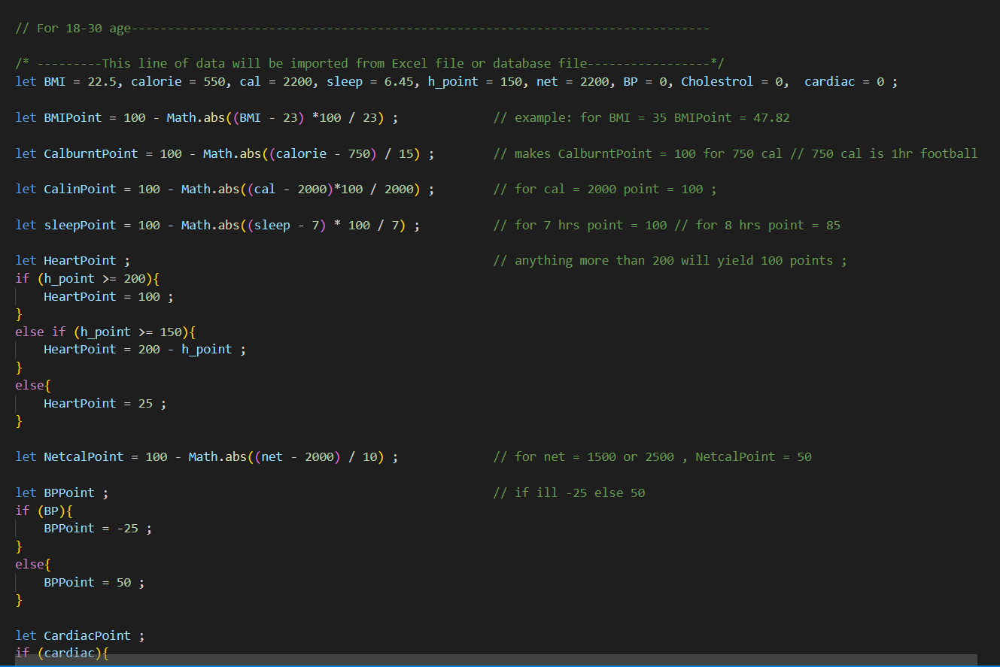 // For 18-30 age--------------------------------------------------------------------------------
/* ---------This line of data will be imported from Excel file or database file-----------------*/
let BMI = 22.5, calorie = 550, cal = 2200, sleep = 6.45, h_point = 150, net = 2200, BP = 0, Cholestrol = 0,  cardiac = 0 ;
let BMIPoint = 100 - Math.abs((BMI - 23) *100 / 23) ;             // example: for BMI = 35 BMIPoint = 47.82
let CalburntPoint = 100 - Math.abs((calorie - 750) / 15) ;        // makes CalburntPoint = 100 for 750 cal // 750 cal is 1hr football
let CalinPoint = 100 - Math.abs((cal - 2000)*100 / 2000) ;        // for cal = 2000 point = 100 ;
let sleepPoint = 100 - Math.abs((sleep - 7) * 100 / 7) ;          // for 7 hrs point = 100 // for 8 hrs point = 85
let HeartPoint ;                                                  // anything more than 200 will yield 100 points ;
if (h_point >= 200){
    HeartPoint = 100 ;
}
else if (h_point >= 150){
    HeartPoint = 200 - h_point ;
}
else{
    HeartPoint = 25 ;
}
let NetcalPoint = 100 - Math.abs((net - 2000) / 10) ;             // for net = 1500 or 2500 , NetcalPoint = 50
let BPPoint ;                                                     // if ill -25 else 50
if (BP){
    BPPoint = -25 ;
}
else{
    BPPoint = 50 ;
}
let CardiacPoint ;
if (cardiac){